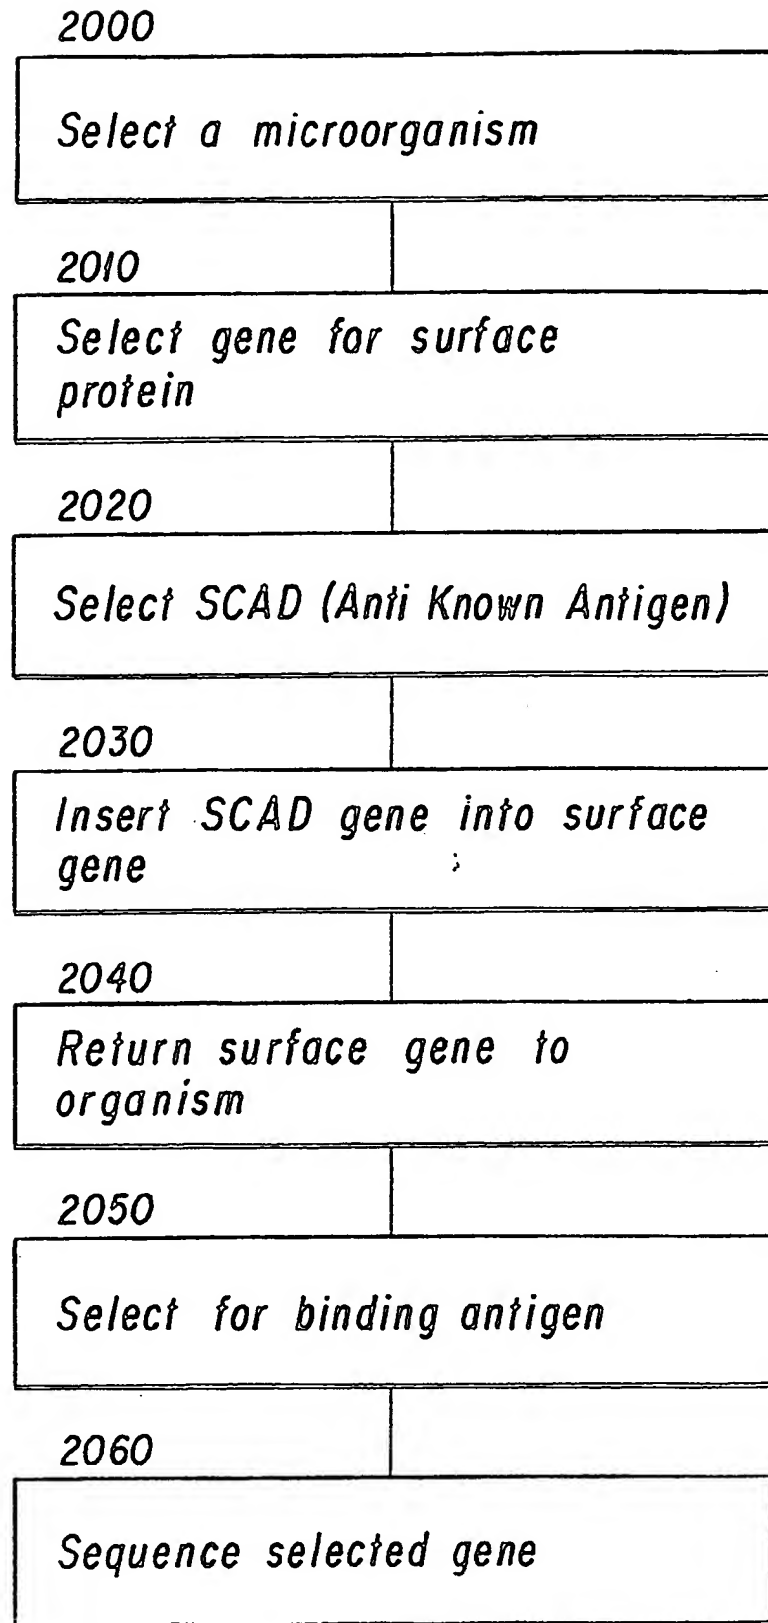 2000
Select a microorganism
2010
Select gene for surface
protein
2020
Select SCAD (Anti Known Antigen)
2030
Insert SCAD gene into surface
gene
2040
Return surface gene to
organism
2050
Select for binding antigen
2060
Sequence selected gene